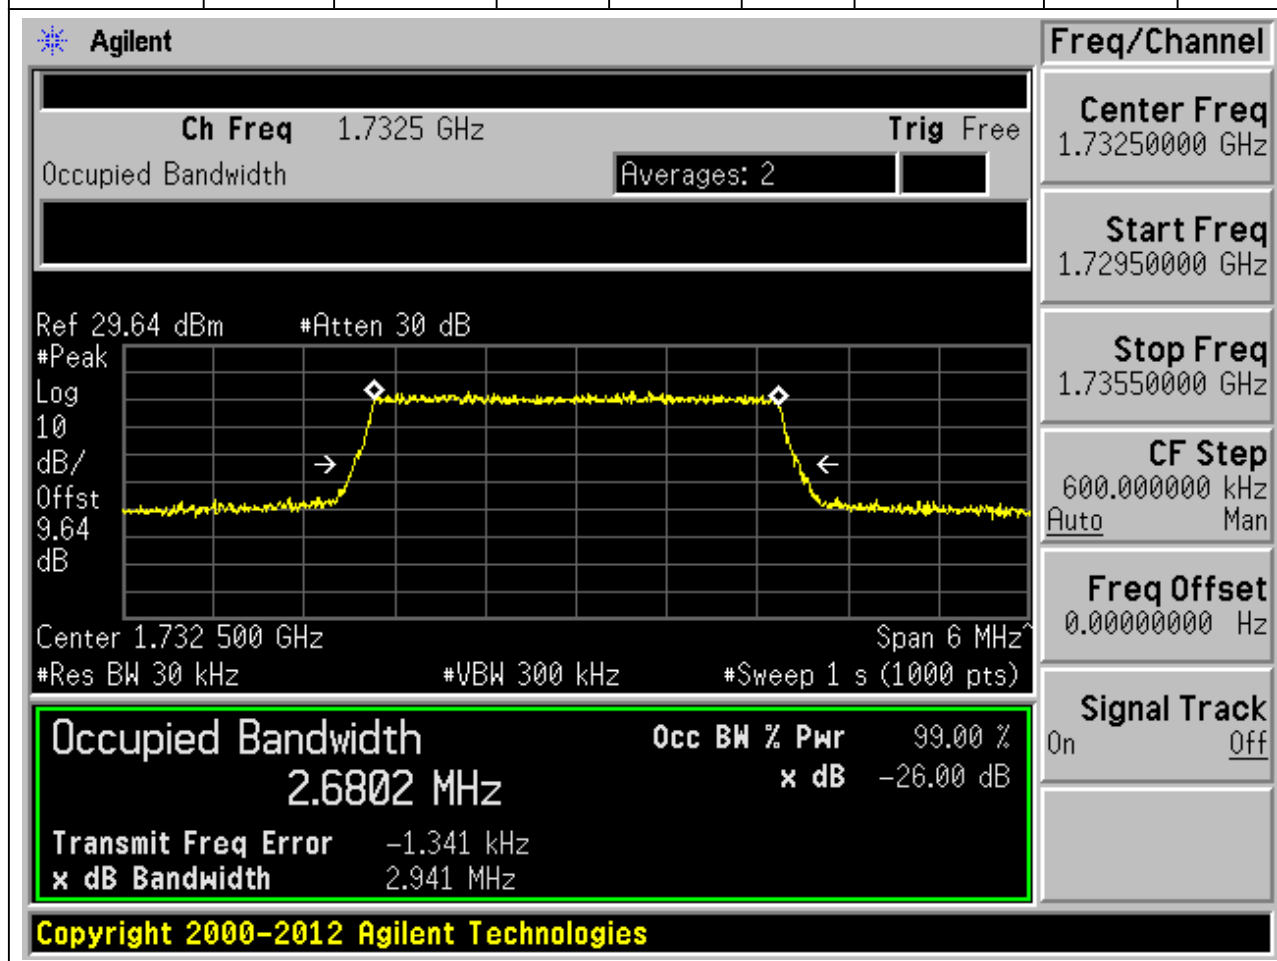 Agilent
Freq/Channel
Ch Freq 1.7325 GHz Trig Free
Occupied Bandwidth Averages: 2
Center Freq
1.73250000 GHz
Start Freq
1.72950000 GHz
Stop Freq
1.73550000 GHz
CF Step
600.000000 kHz
Auto Man
Freq Offset
0.00000000 Hz
Signal Track
On Off
Ref 29.64 dBm #Atten 30 dB
#Peak
Log
10
dB/
Offst
9.64
dB
Center 1.732 500 GHz Span 6 MHz^
#Res BW 30 kHz #VBW 300 kHz #Sweep 1 s (1000 pts)
Occupied Bandwidth Occ BW % Pwr 99.00 %
2.6802 MHz x dB -26.00 dB
Transmit Freq Error -1.341 kHz
x dB Bandwidth 2.941 MHz
Copyright 2000-2012 Agilent Technologies